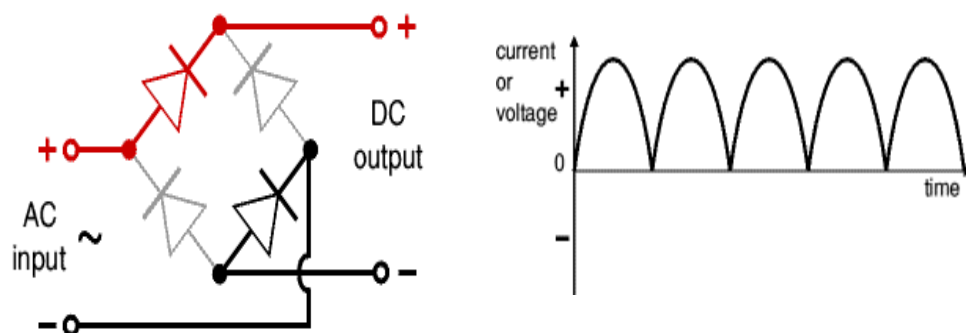 +
+
DC
output
AC
input ~
−
−
current
or
voltage
+
0
time
−